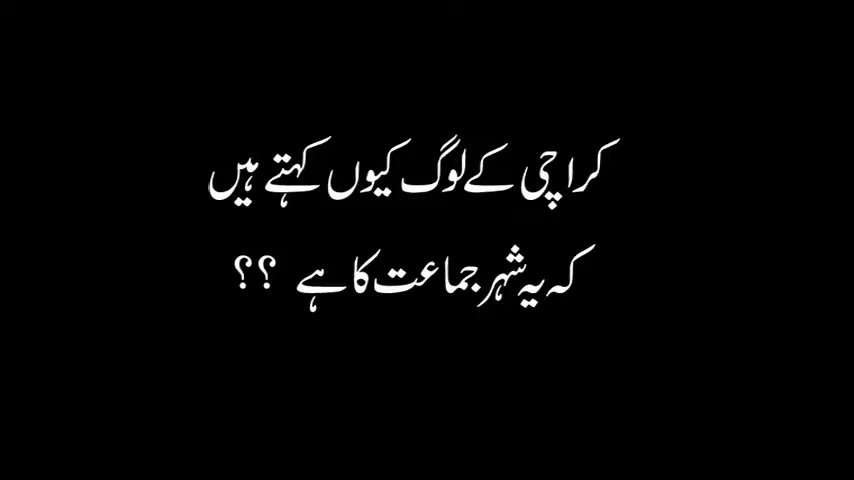 کراچی کے لوگ کیوں کہتے ہیں
کہ یہ شہر جماعت کا ہے ؟؟